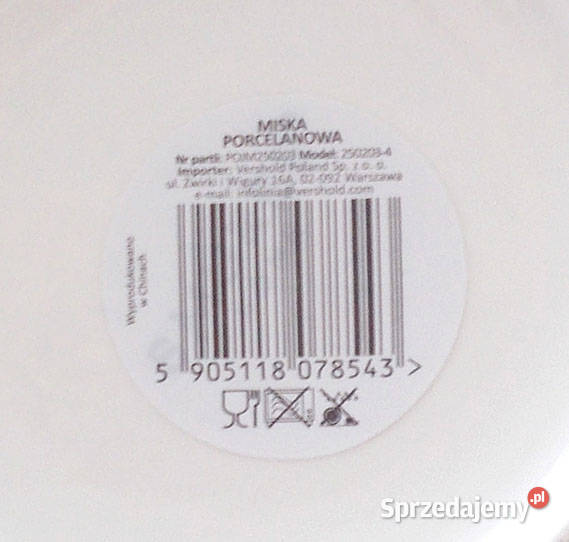 MISKA
PORCELANOWA
Nr partii: POJM250203 Model: 250203-4
Importer: Vershold Poland Sp. z o. o.
ul. Żwirki i Wigury 16A, 02-092 Warszawa
e-mail: infolinia@vershold.com
Wyprodukowano
w Chinach
5 905118 078543 >
Sprzedajemy.pl